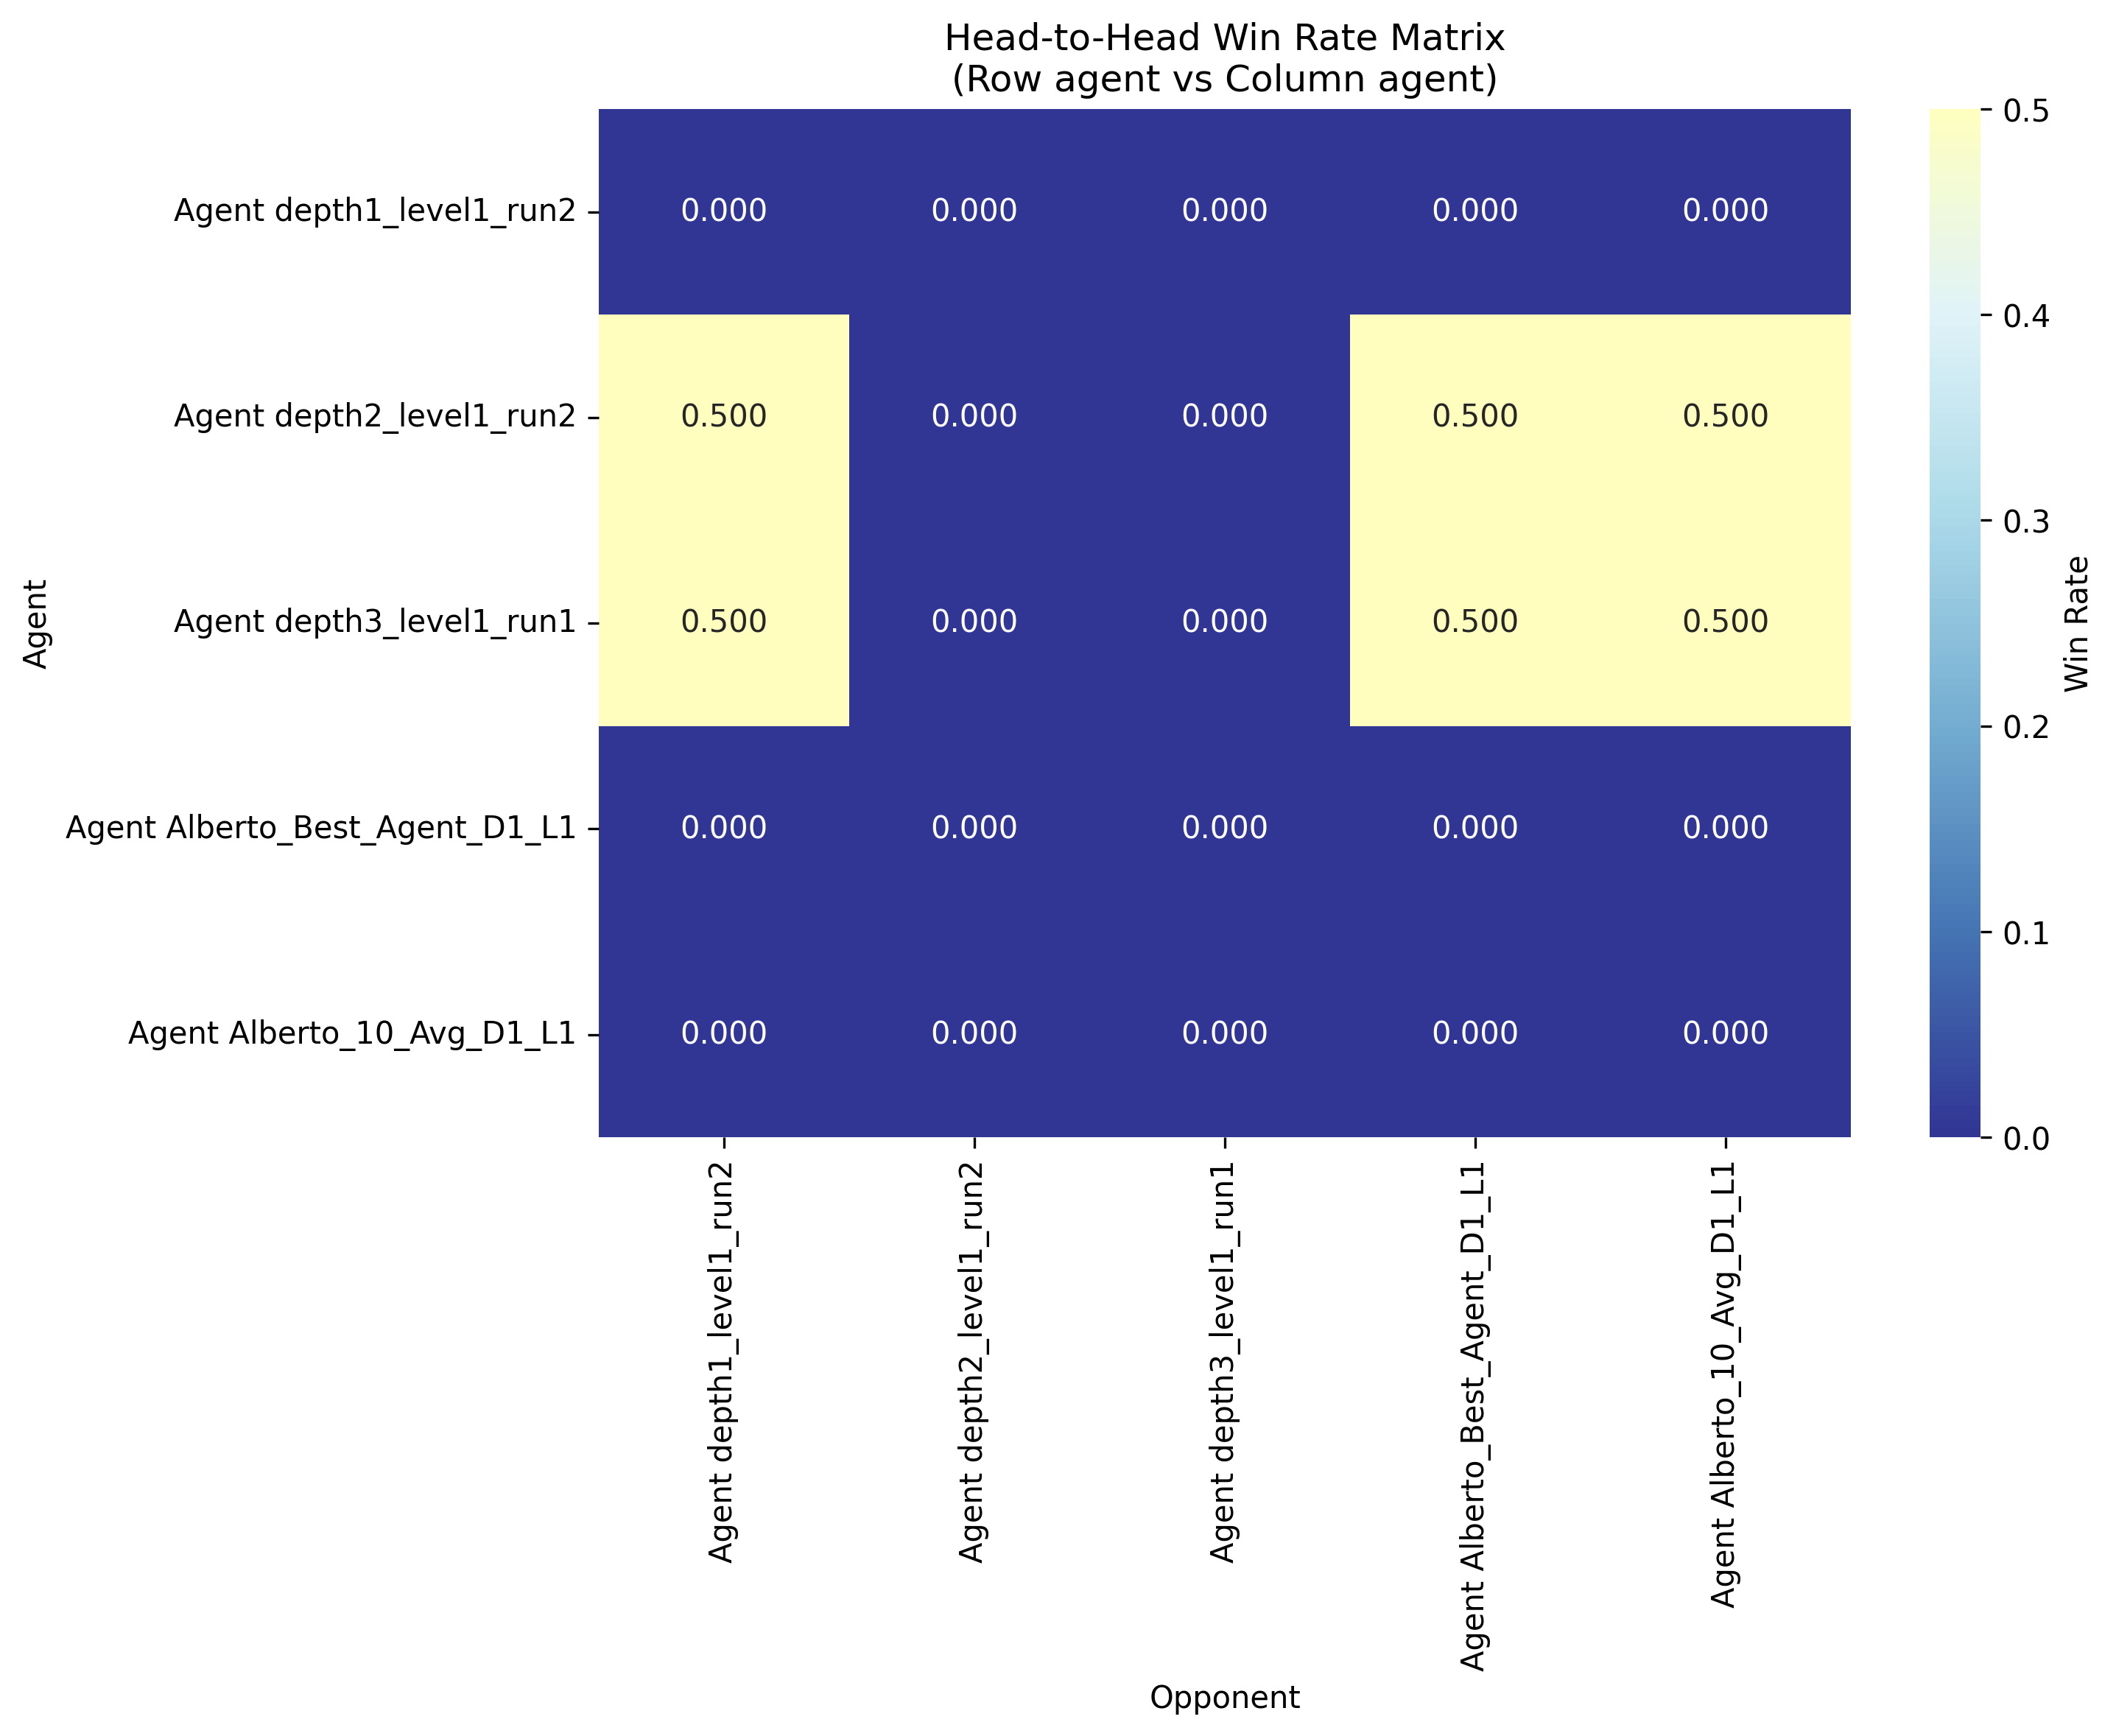 Head-to-Head Win Rate Matrix
(Row agent vs Column agent)
Agent
Agent depth1_level1_run2
0.000 0.000 0.000 0.000 0.000
Agent depth2_level1_run2
0.500 0.000 0.000 0.500 0.500
Agent depth3_level1_run1
0.500 0.000 0.000 0.500 0.500
Agent Alberto_Best_Agent_D1_L1
0.000 0.000 0.000 0.000 0.000
Agent Alberto_10_Avg_D1_L1
0.000 0.000 0.000 0.000 0.000
Agent depth1_level1_run2
Agent depth2_level1_run2
Agent depth3_level1_run1
Agent Alberto_Best_Agent_D1_L1
Agent Alberto_10_Avg_D1_L1
Opponent
0.5
0.4
0.3
0.2
0.1
0.0
Win Rate